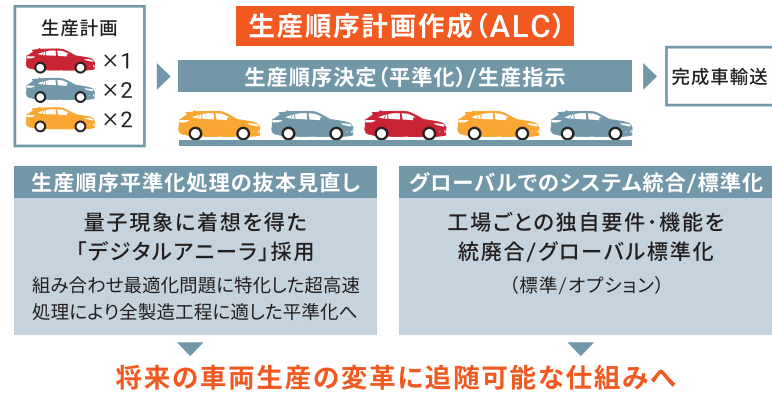 生産計画
×1
×2
×2
生産順序計画作成（ALC）
生産順序決定（平準化）/生産指示
完成車輸送
生産順序平準化処理の抜本見直し
量子現象に着想を得た
「デジタルアニーラ」採用
組み合わせ最適化問題に特化した超高速
処理により全製造工程に適した平準化へ
グローバルでのシステム統合/標準化
工場ごとの独自要件・機能を
統廃合/グローバル標準化
（標準/オプション）
将来の車両生産の変革に追随可能な仕組みへ